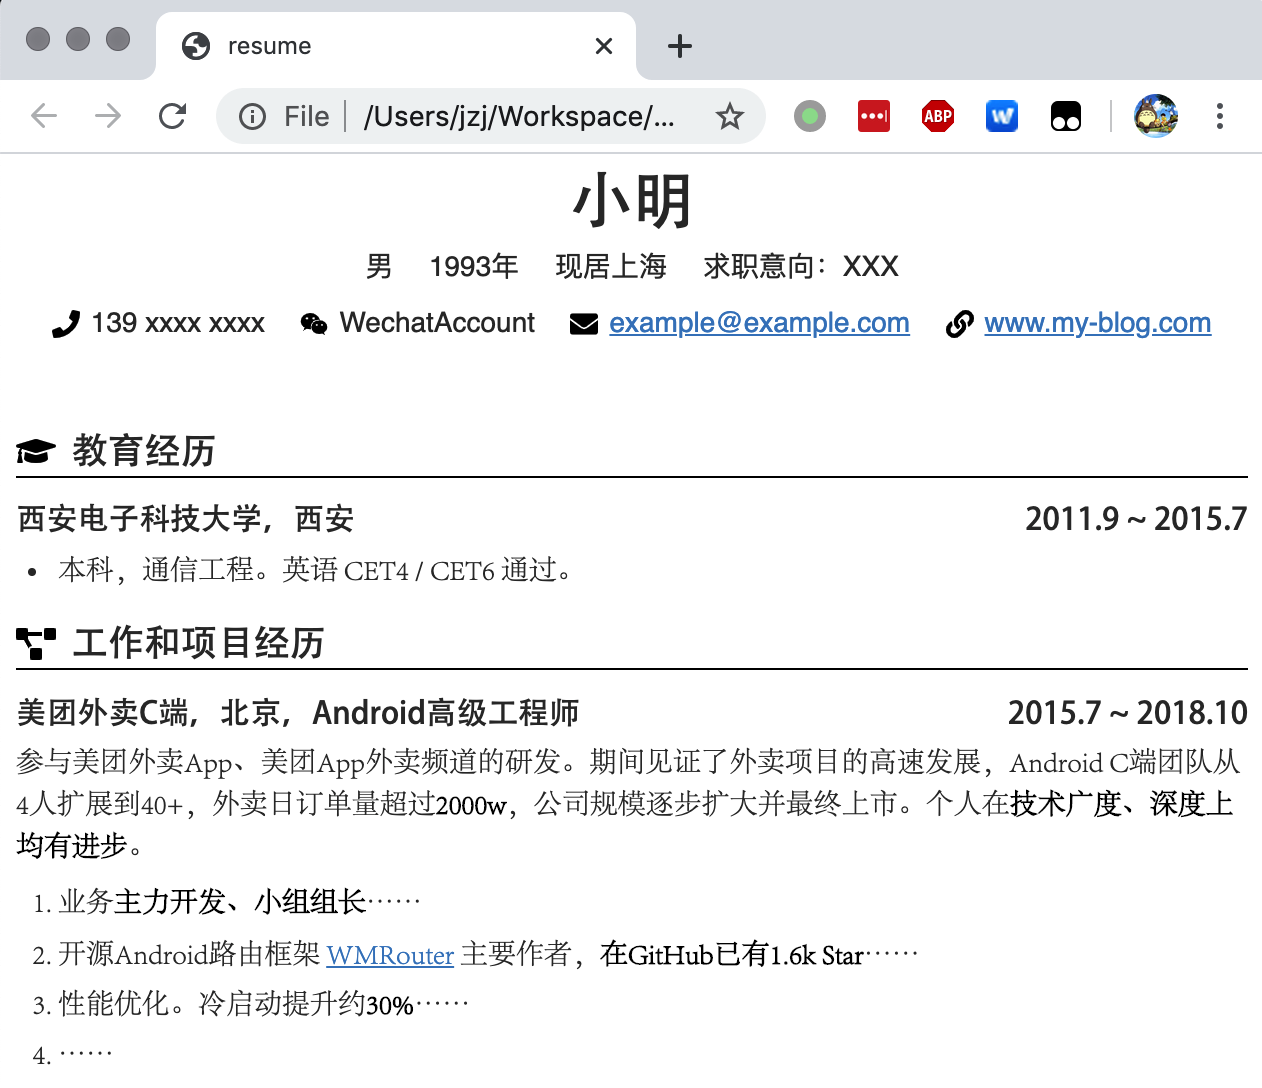 resume
File
/Users/jzj/Workspace/...
ABP
小明
男 1993年 现居上海 求职意向：XXX
139 xxxx xxxx WechatAccount example@example.com www.my-blog.com
教育经历
西安电子科技大学，西安 2011.9 ~ 2015.7
• 本科，通信工程。英语 CET4 / CET6 通过。
工作和项目经历
美团外卖C端，北京，Android高级工程师 2015.7 ~ 2018.10
参与美团外卖App、美团App外卖频道的研发。期间见证了外卖项目的高速发展，Android C端团队从
4人扩展到40+，外卖日订单量超过2000w，公司规模逐步扩大并最终上市。个人在技术广度、深度上
均有进步。
1. 业务主力开发、小组组长……
2. 开源Android路由框架 WMRouter 主要作者，在GitHub已有1.6k Star……
3. 性能优化。冷启动提升约30%……
4. ……